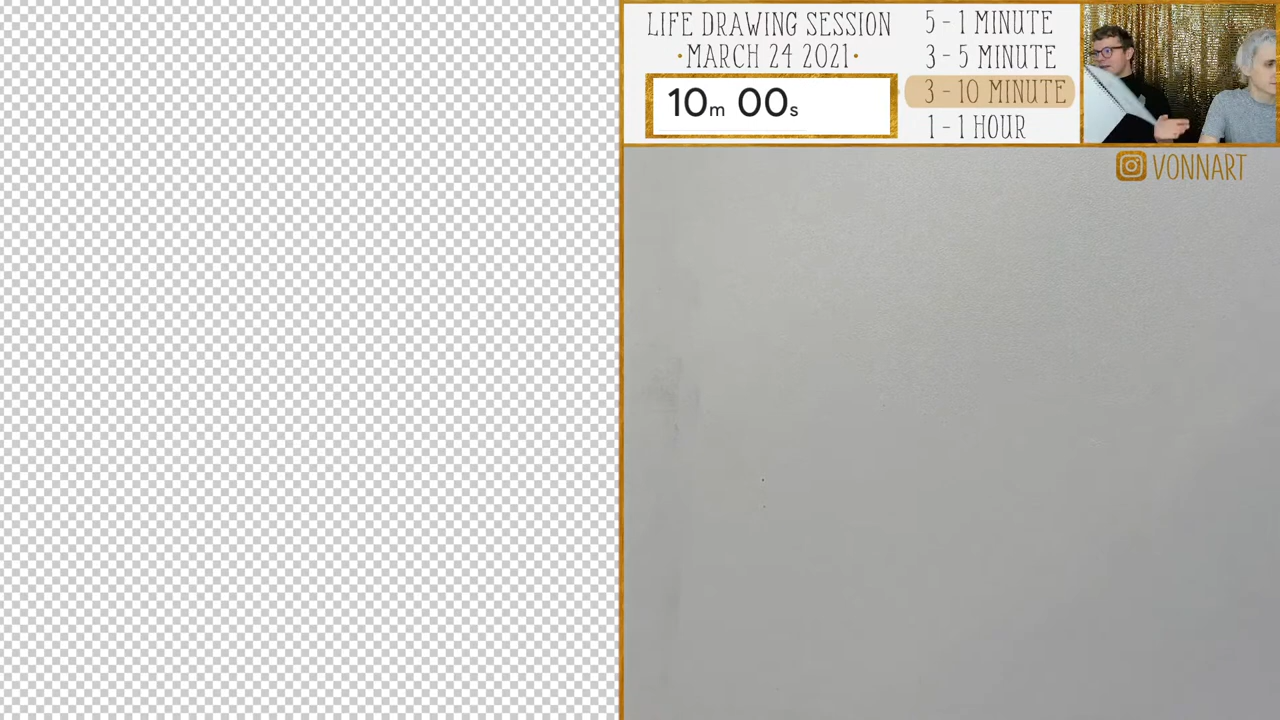 LIFE DRAWING SESSION
•MARCH 24 2021•
10m 00s
5 - 1 MINUTE
3 - 5 MINUTE
3 - 10 MINUTE
1 - 1 HOUR
VONNART